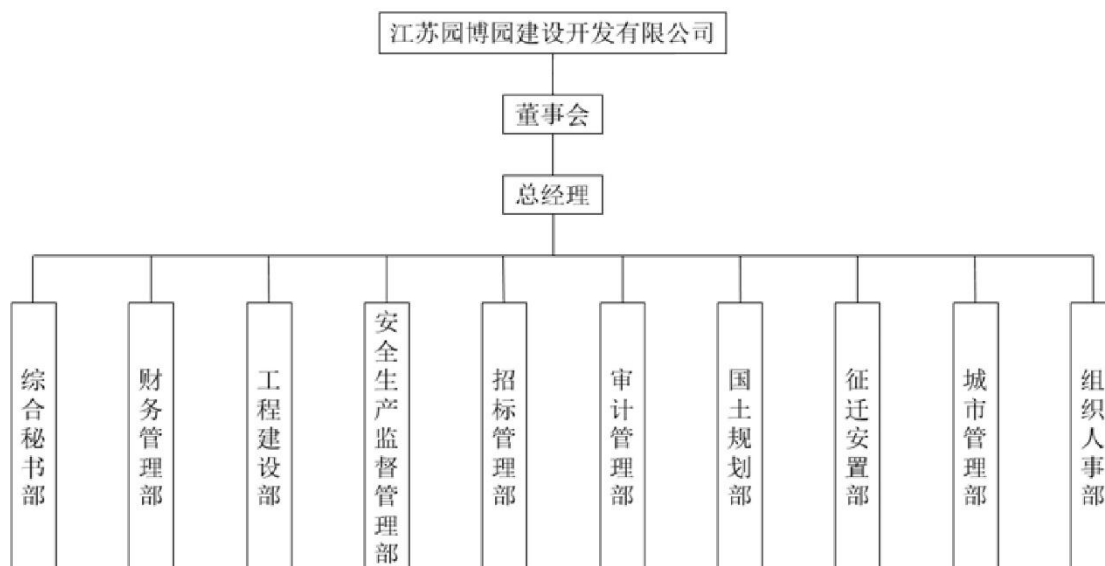 江苏园博园建设开发有限公司
董事会
总经理
综合秘书部
财务管理部
工程建设部
安全生产监督管理部
招标管理部
审计管理部
国土规划部
征迁安置部
城市管理部
组织人事部